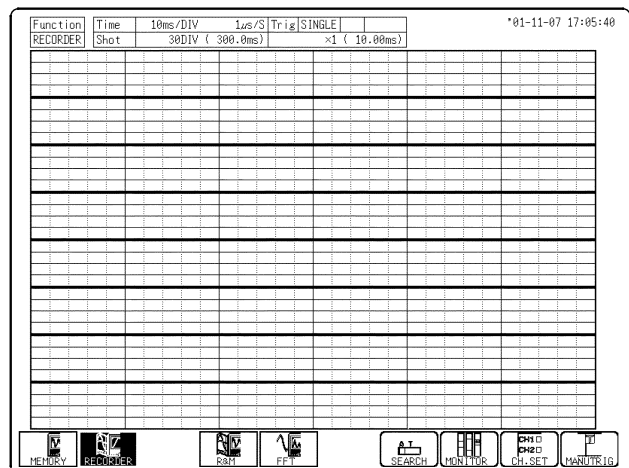 Function Time 10ms/DIV 1µs/S Trig SINGLE '01-11-07 17:05:40
RECORDER Shot 30DIV ( 300.0ms) ×1 ( 10.00ms)
MEMORY RECORDER R&M FFT SEARCH MONITOR CH1 CH2 CH.SET MANUTRIG